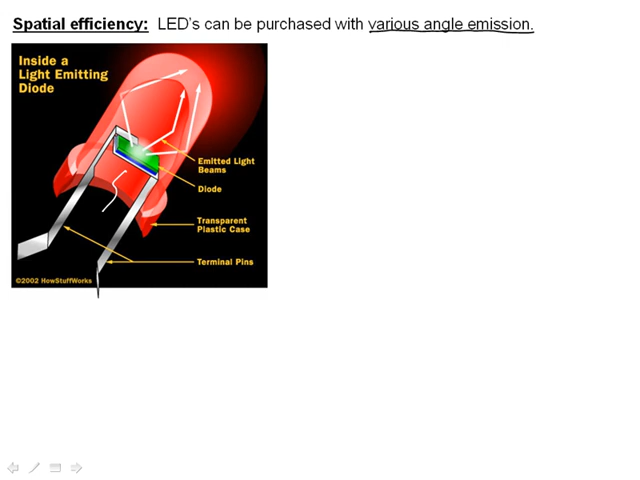 Spatial efficiency: LED's can be purchased with various angle emission.
Inside a
Light Emitting
Diode
Emitted Light
Beams
Diode
Transparent
Plastic Case
Terminal Pins
©2002 HowStuffWorks